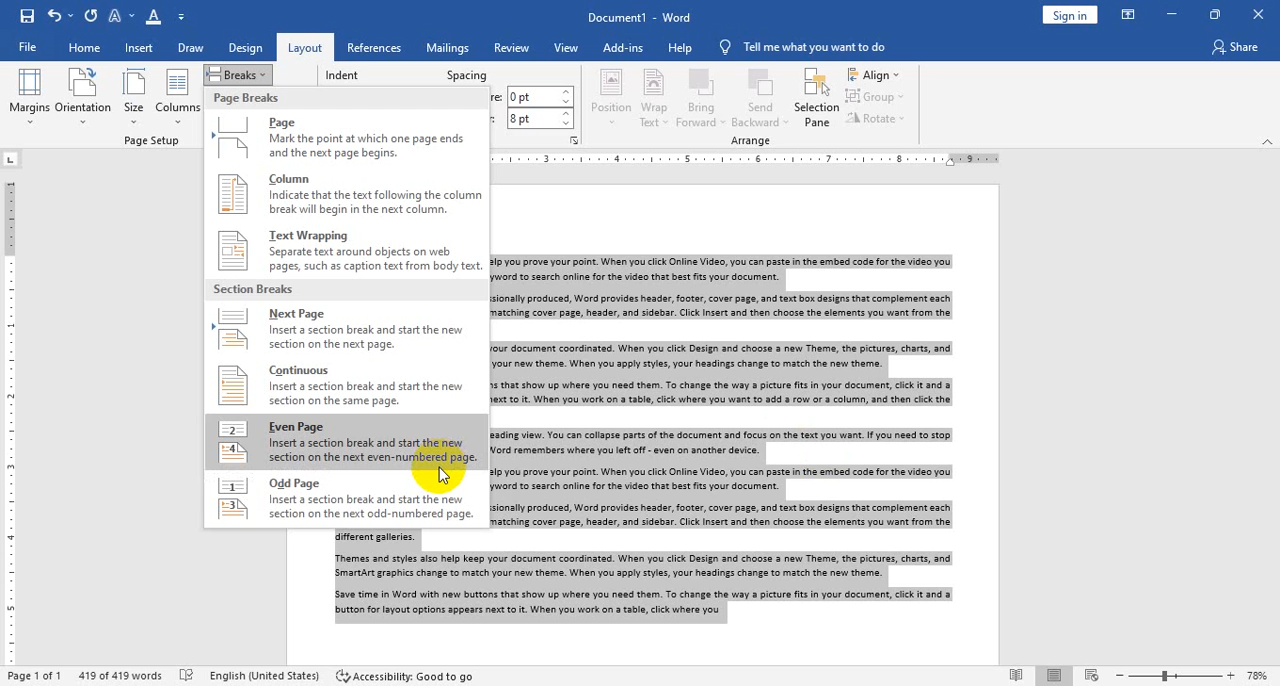 Document1 - Word
Sign in
File Home Insert Draw Design Layout References Mailings Review View Add-ins Help Tell me what you want to do Share
Breaks Indent Spacing Align
re: 0 pt Group
8 pt Rotate
Margins Orientation Size Columns Position Wrap Text Bring Forward Send Backward Selection Pane
Page Setup Arrange
Page Breaks
Page
Mark the point at which one page ends
and the next page begins.
Column
Indicate that the text following the column
break will begin in the next column.
Text Wrapping
Separate text around objects on web
pages, such as caption text from body text.
Section Breaks
Next Page
Insert a section break and start the new
section on the next page.
Continuous
Insert a section break and start the new
section on the same page.
Even Page
Insert a section break and start the new
section on the next even-numbered page.
Odd Page
Insert a section break and start the new
section on the next odd-numbered page.
3 4 5 6 7 8 9
elp you prove your point. When you click Online Video, you can paste in the embed code for the video you
yword to search online for the video that best fits your document.
ssionally produced, Word provides header, footer, cover page, and text box designs that complement each
matching cover page, header, and sidebar. Click Insert and then choose the elements you want from the
your document coordinated. When you click Design and choose a new Theme, the pictures, charts, and
your new theme. When you apply styles, your headings change to match the new theme.
ns that show up where you need them. To change the way a picture fits in your document, click it and a
next to it. When you work on a table, click where you want to add a row or a column, and then click the
eading view. You can collapse parts of the document and focus on the text you want. If you need to stop
Word remembers where you left off - even on another device.
elp you prove your point. When you click Online Video, you can paste in the embed code for the video you
yword to search online for the video that best fits your document.
ssionally produced, Word provides header, footer, cover page, and text box designs that complement each
matching cover page, header, and sidebar. Click Insert and then choose the elements you want from the
different galleries.
Themes and styles also help keep your document coordinated. When you click Design and choose a new Theme, the pictures, charts, and
SmartArt graphics change to match your new theme. When you apply styles, your headings change to match the new theme.
Save time in Word with new buttons that show up where you need them. To change the way a picture fits in your document, click it and a
button for layout options appears next to it. When you work on a table, click where you
Page 1 of 1 419 of 419 words English (United States) Accessibility: Good to go 78%